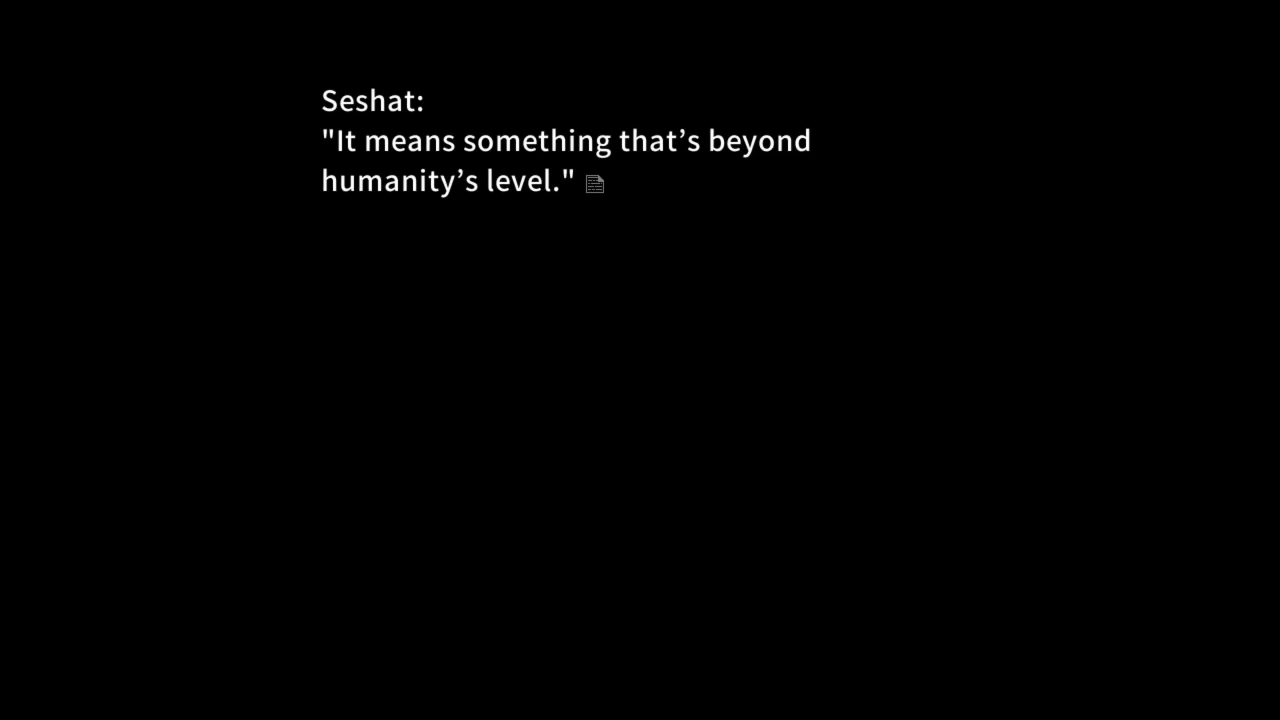 Seshat:
"It means something that’s beyond
humanity’s level."